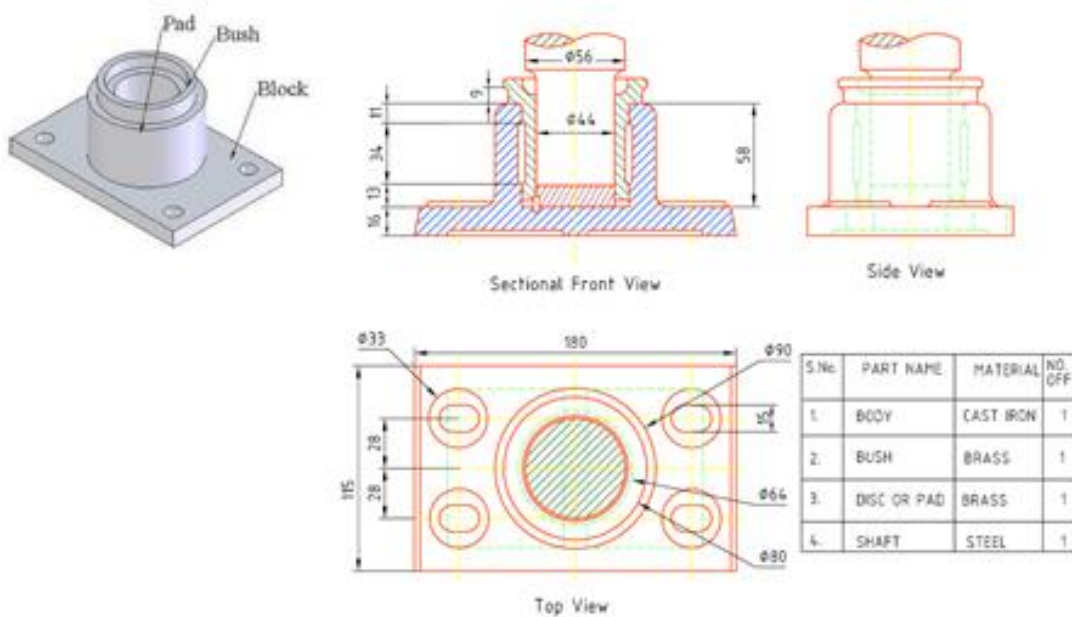 Pad
Bush
Block
Ø56
9
11
Ø44
34
58
13
16
Sectional Front View
Side View
Ø33
180
Ø90
15
28
115
28
Ø64
Ø80
Top View
S.No. PART NAME MATERIAL NO. OFF
1. BODY CAST IRON 1
2. BUSH BRASS 1
3. DISC OR PAD BRASS 1
4. SHAFT STEEL 1